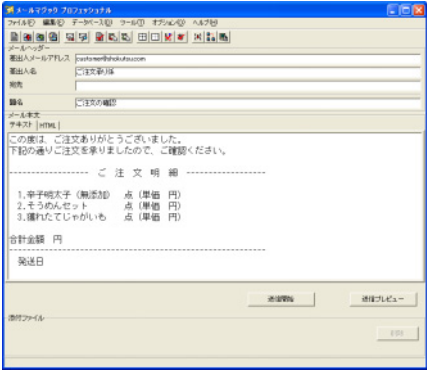 メールマジック プロフェッショナル
ファイル(F) 編集(E) データベース(D) ツール(T) オプション(O) ヘルプ(H)
メールヘッダー
差出人メールアドレス customer@shokutsu.com
差出人名 ご注文承り係
宛先
題名 ご注文の確認
メール本文
テキスト HTML
この度は、ご注文ありがとうございました。
下記の通りご注文を承りましたので、ご確認ください。
------------------ ご 注 文 明 細 ------------------
1.辛子明太子（無添加） 点（単価 円）
2.そうめんセット 点（単価 円）
3.獲れたてじゃがいも 点（単価 円）
合計金額 円
------------------------------------------------
発送日
送信開始 送信プレビュー
添付ファイル